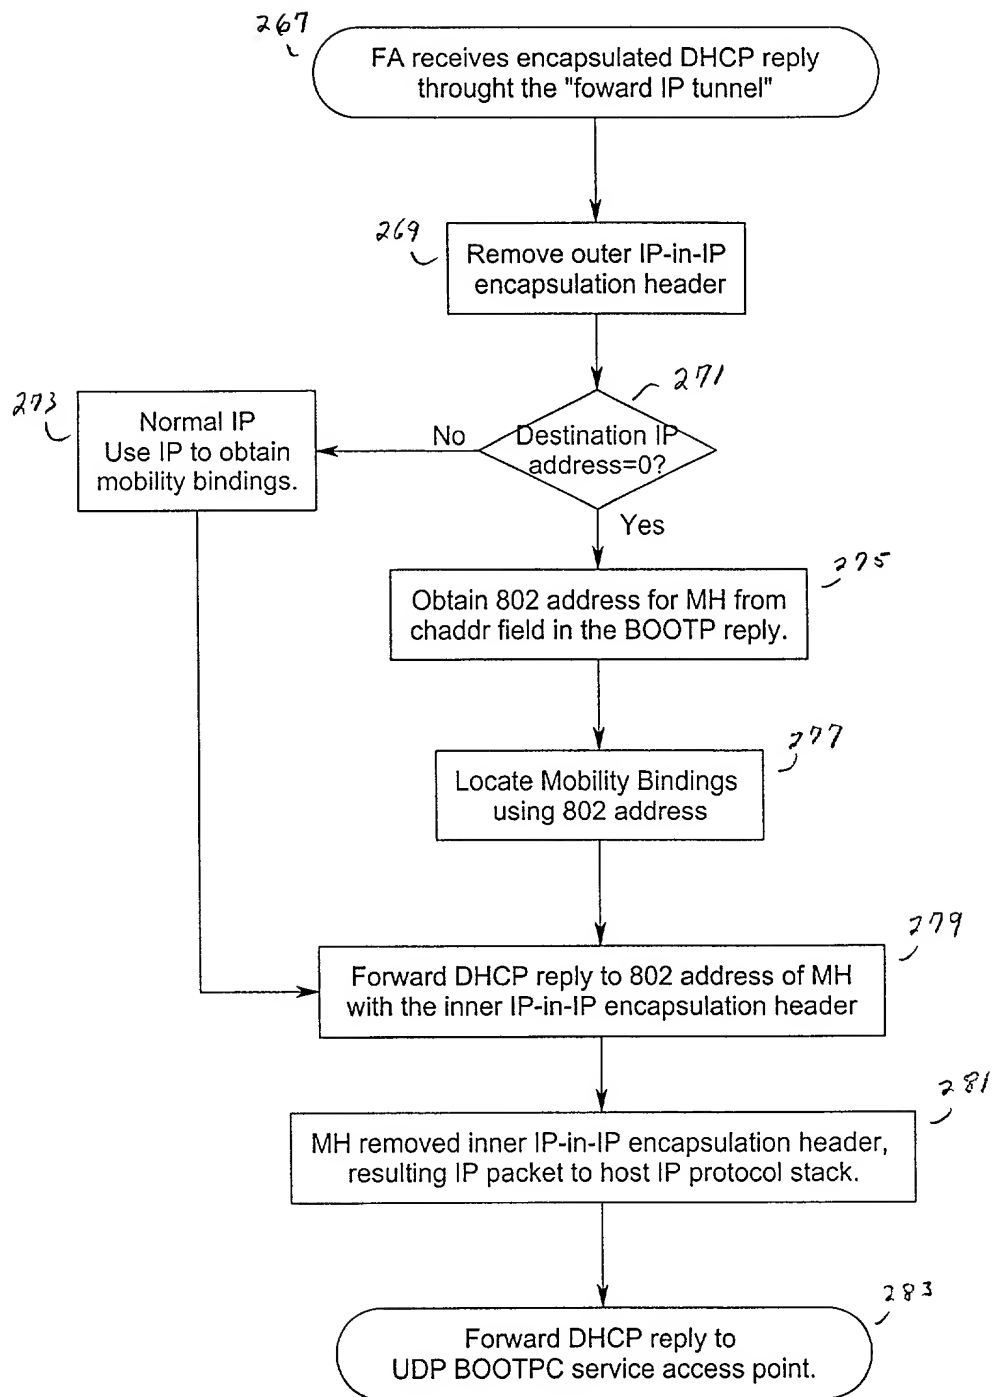 267
FA receives encapsulated DHCP reply
throught the "foward IP tunnel"
269
Remove outer IP-in-IP
encapsulation header
271
Destination IP
address=0?
No
Yes
273
Normal IP
Use IP to obtain
mobility bindings.
275
Obtain 802 address for MH from
chaddr field in the BOOTP reply.
277
Locate Mobility Bindings
using 802 address
279
Forward DHCP reply to 802 address of MH
with the inner IP-in-IP encapsulation header
281
MH removed inner IP-in-IP encapsulation header,
resulting IP packet to host IP protocol stack.
283
Forward DHCP reply to
UDP BOOTPC service access point.